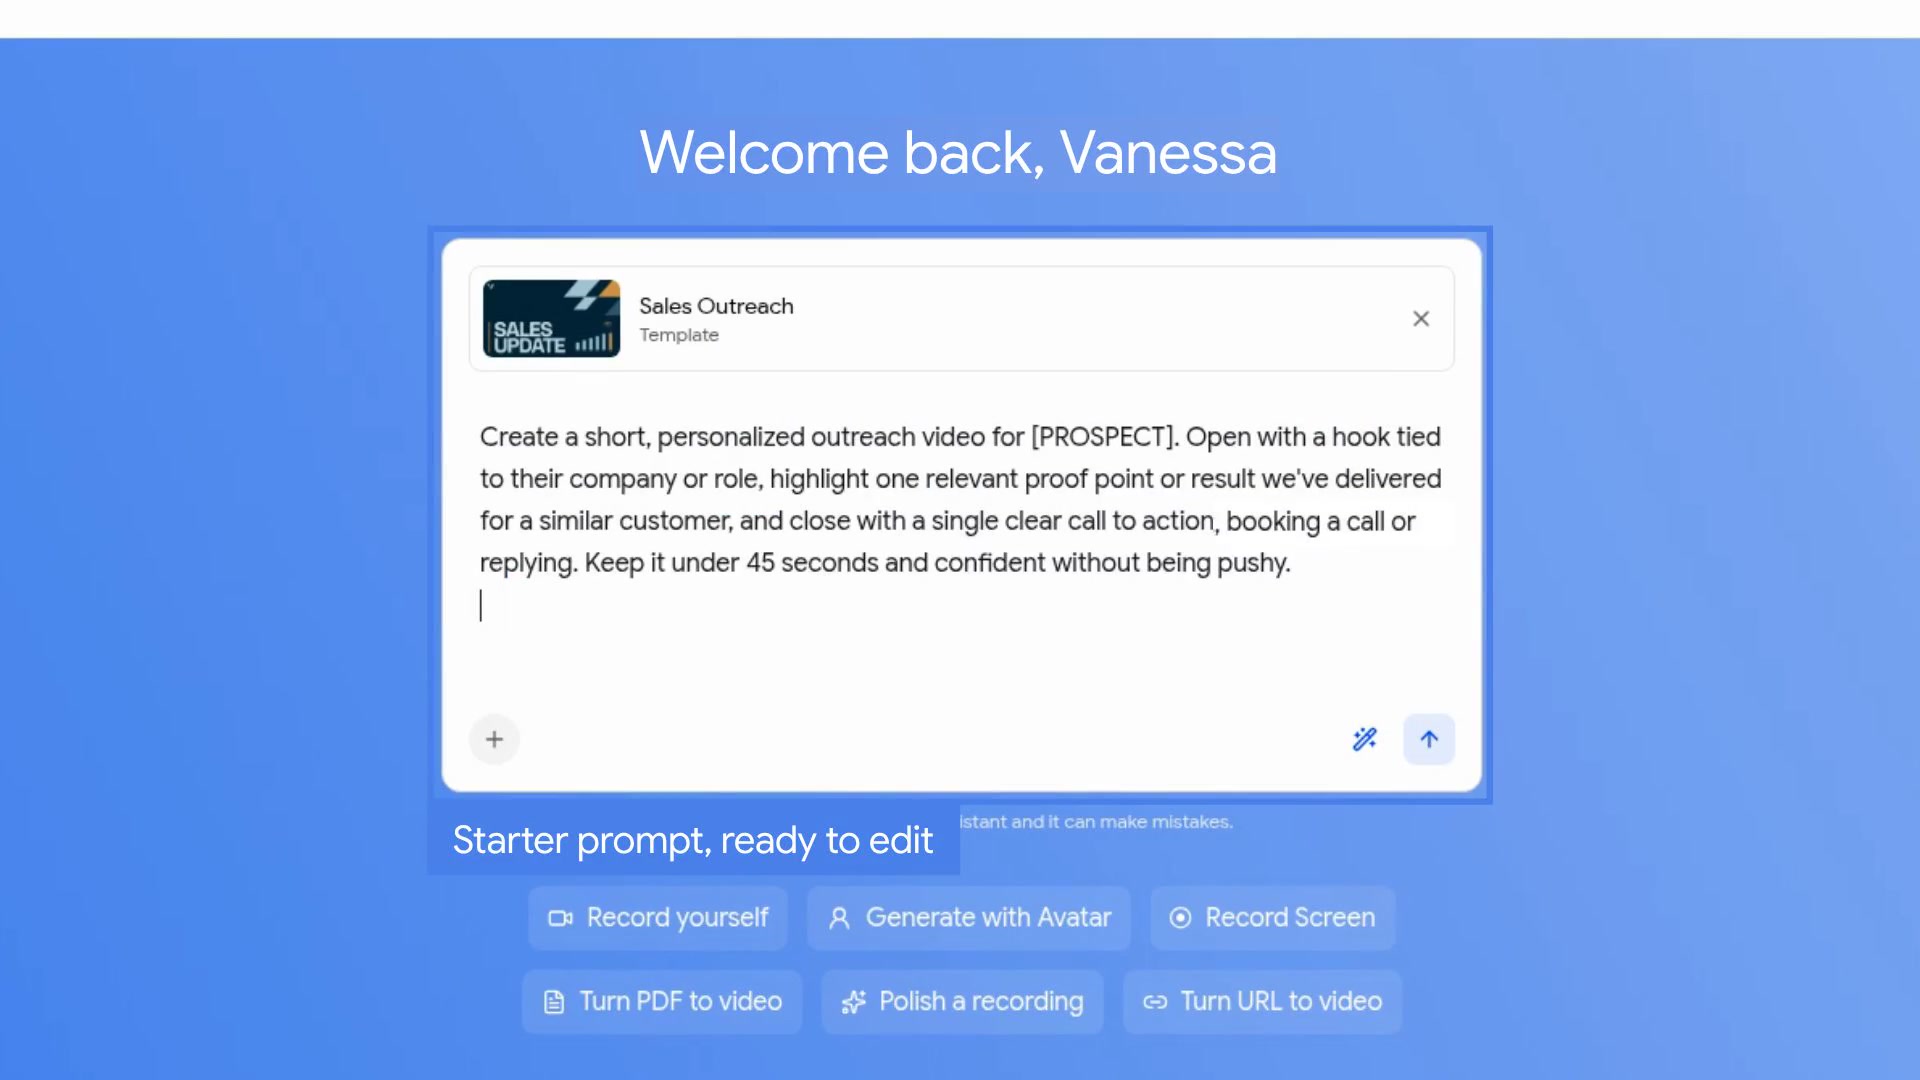 Welcome back, Vanessa
SALES
UPDATE
Sales Outreach
Template
Create a short, personalized outreach video for [PROSPECT]. Open with a hook tied
to their company or role, highlight one relevant proof point or result we've delivered
for a similar customer, and close with a single clear call to action, booking a call or
replying. Keep it under 45 seconds and confident without being pushy.
istant and it can make mistakes.
Starter prompt, ready to edit
Record yourself
Generate with Avatar
Record Screen
Turn PDF to video
Polish a recording
Turn URL to video